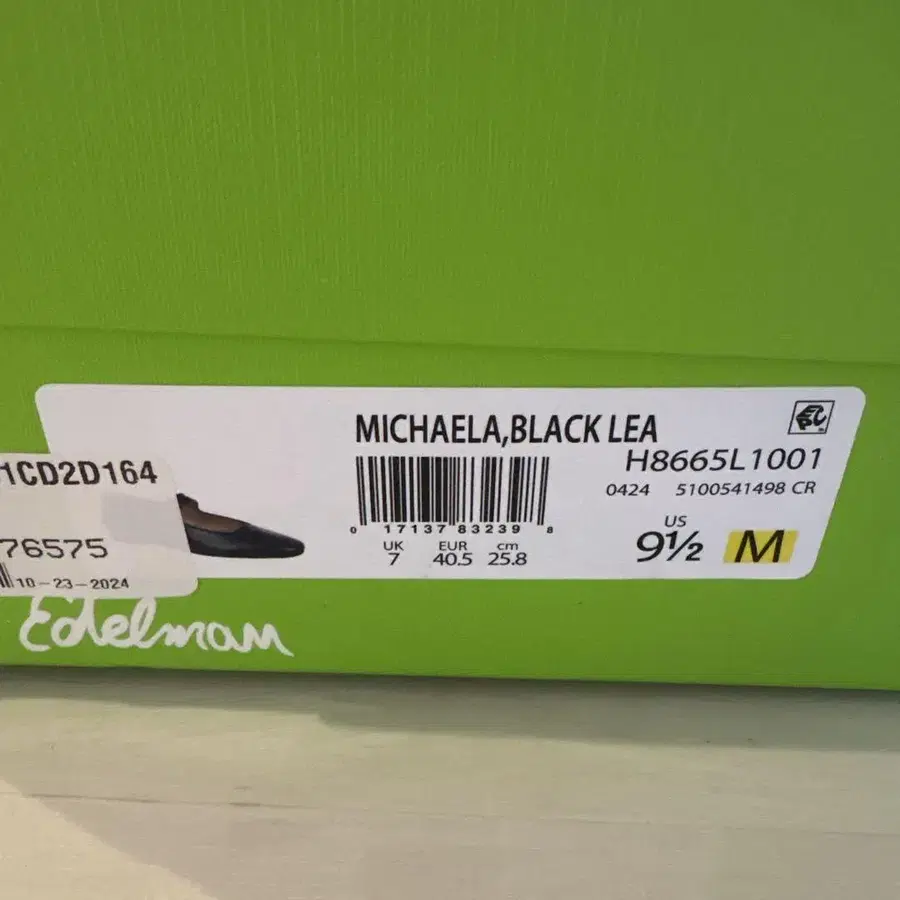 MICHAELA,BLACK LEA
H8665L1001
0424 5100541498 CR
0 17137 83239 8
UK EUR cm
7 40.5 25.8
US
9½ M
1CD2D164
76575
10-23-2024
Edelman